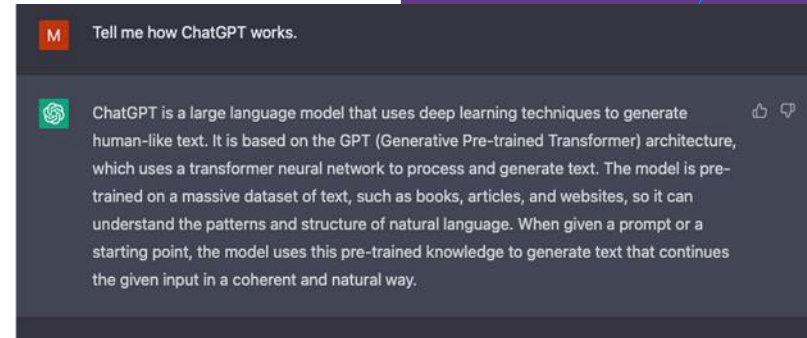 M
Tell me how ChatGPT works.
ChatGPT is a large language model that uses deep learning techniques to generate
human-like text. It is based on the GPT (Generative Pre-trained Transformer) architecture,
which uses a transformer neural network to process and generate text. The model is pre-
trained on a massive dataset of text, such as books, articles, and websites, so it can
understand the patterns and structure of natural language. When given a prompt or a
starting point, the model uses this pre-trained knowledge to generate text that continues
the given input in a coherent and natural way.